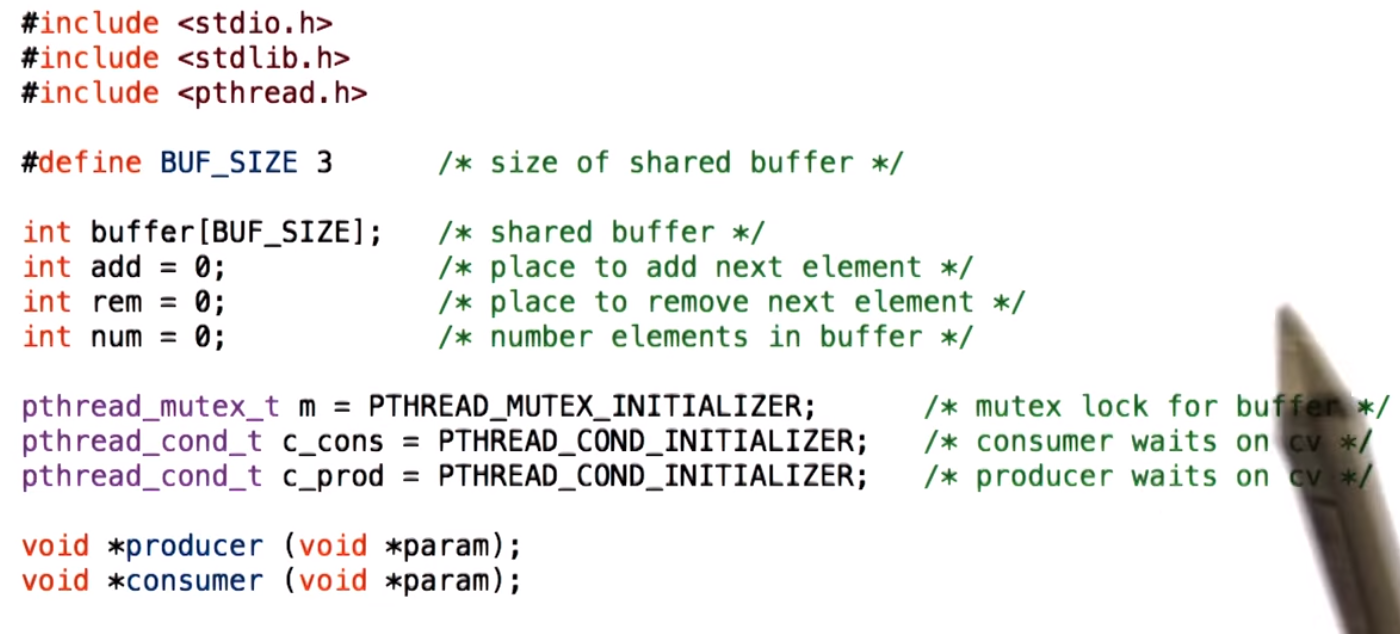 #include <stdio.h>
#include <stdlib.h>
#include <pthread.h>
#define BUF_SIZE 3 /* size of shared buffer */
int buffer[BUF_SIZE]; /* shared buffer */
int add = 0; /* place to add next element */
int rem = 0; /* place to remove next element */
int num = 0; /* number elements in buffer */
pthread_mutex_t m = PTHREAD_MUTEX_INITIALIZER; /* mutex lock for buffer */
pthread_cond_t c_cons = PTHREAD_COND_INITIALIZER; /* consumer waits on cv */
pthread_cond_t c_prod = PTHREAD_COND_INITIALIZER; /* producer waits on cv */
void *producer (void *param);
void *consumer (void *param);